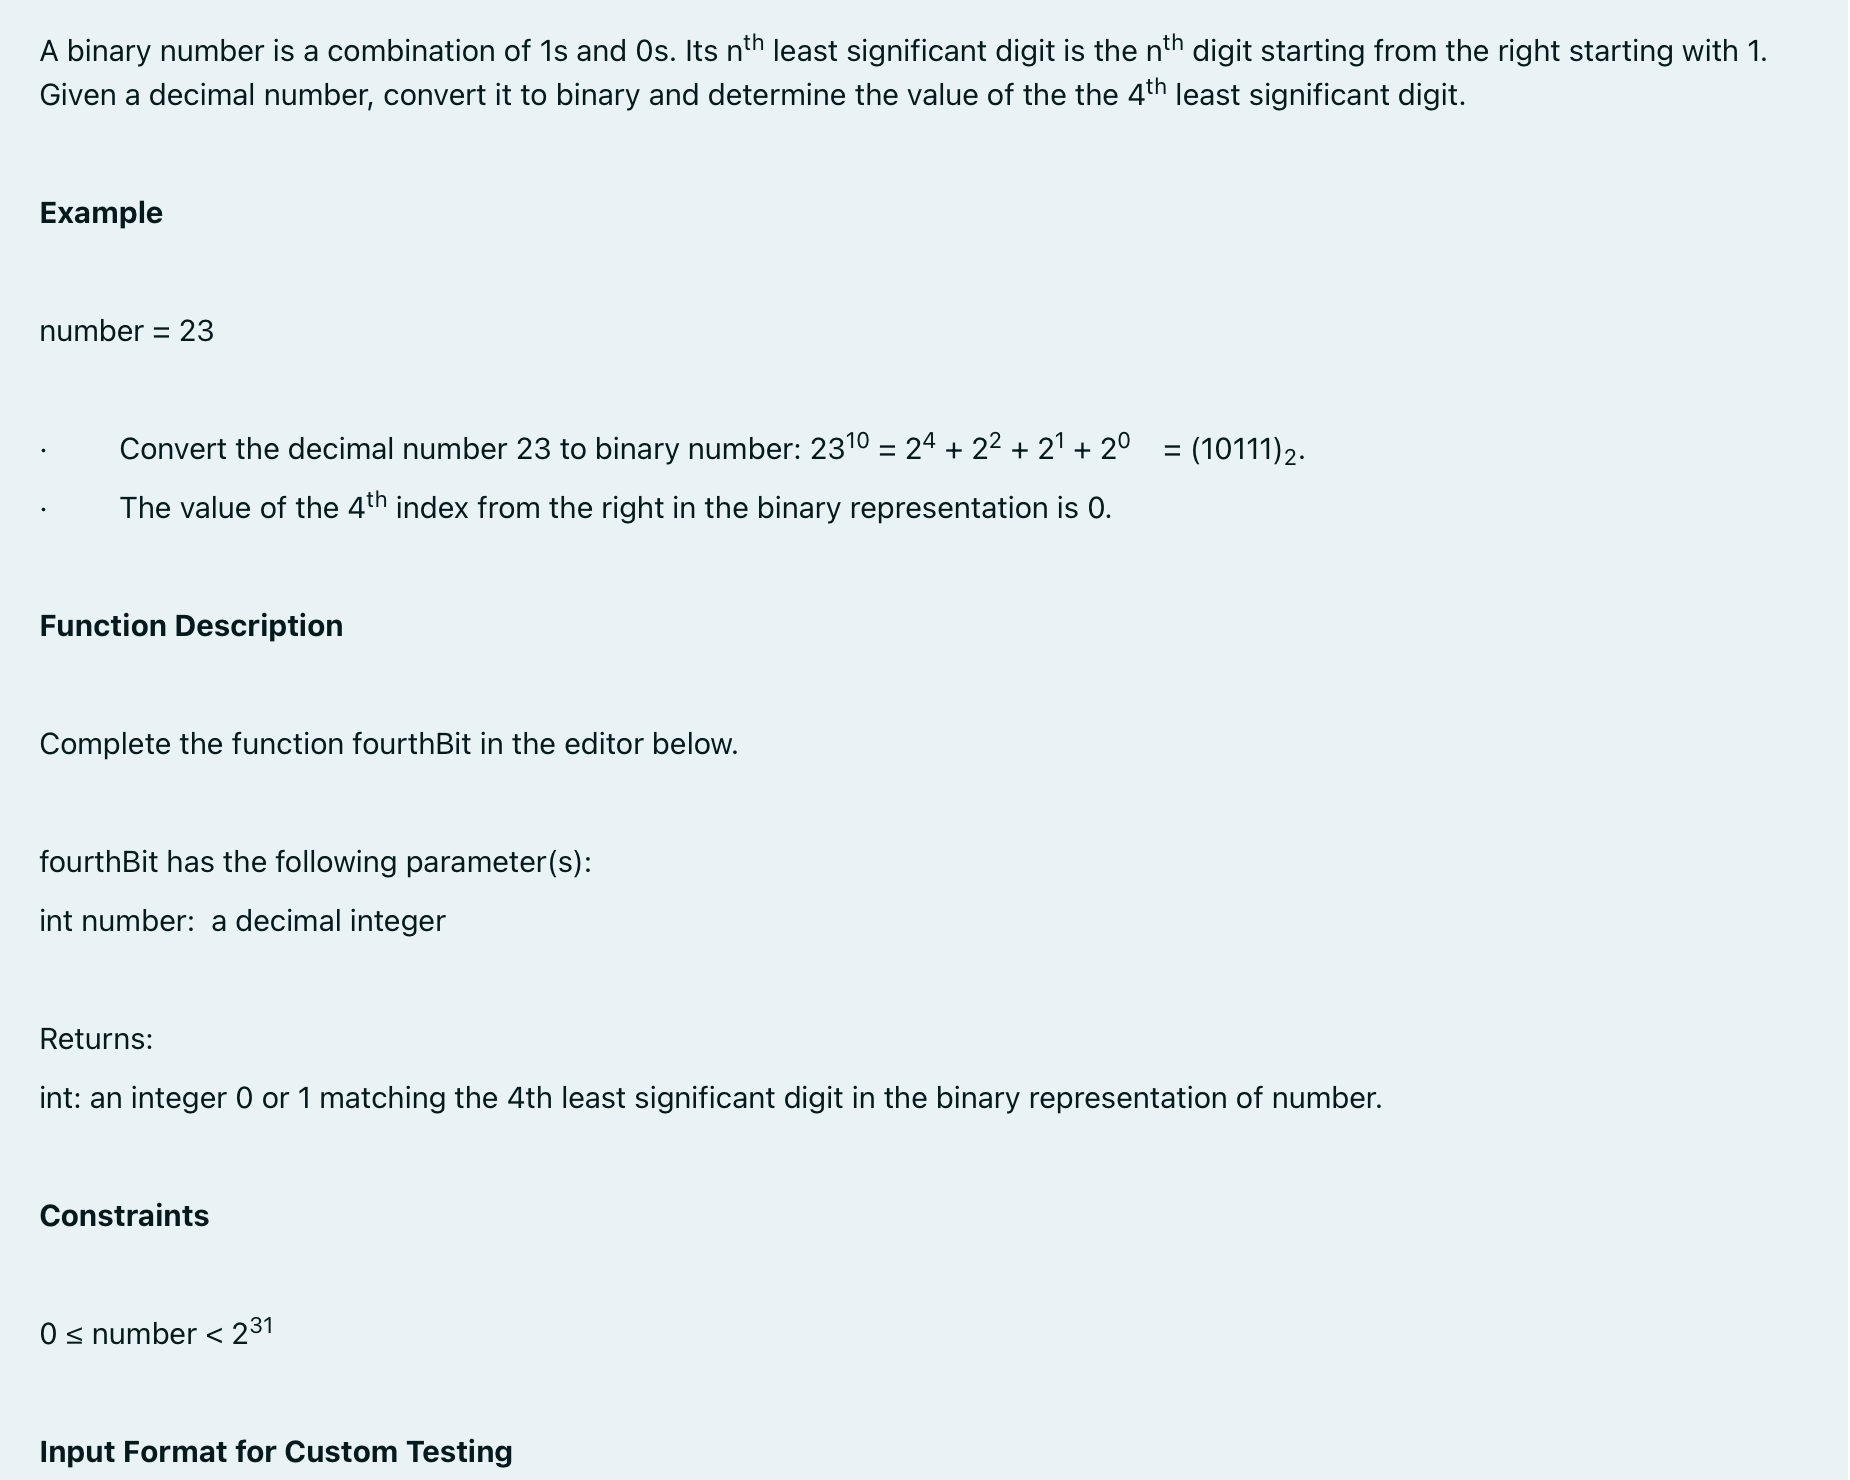 A binary number is a combination of 1s and 0s. Its nth least significant digit is the nth digit starting from the right starting with 1.
Given a decimal number, convert it to binary and determine the value of the the 4th least significant digit.
Example
number = 23
· Convert the decimal number 23 to binary number: 23¹⁰ = 2⁴ + 2² + 2¹ + 2⁰ = (10111)₂.
· The value of the 4th index from the right in the binary representation is 0.
Function Description
Complete the function fourthBit in the editor below.
fourthBit has the following parameter(s):
int number: a decimal integer
Returns:
int: an integer 0 or 1 matching the 4th least significant digit in the binary representation of number.
Constraints
0 ≤ number < 2³¹
Input Format for Custom Testing